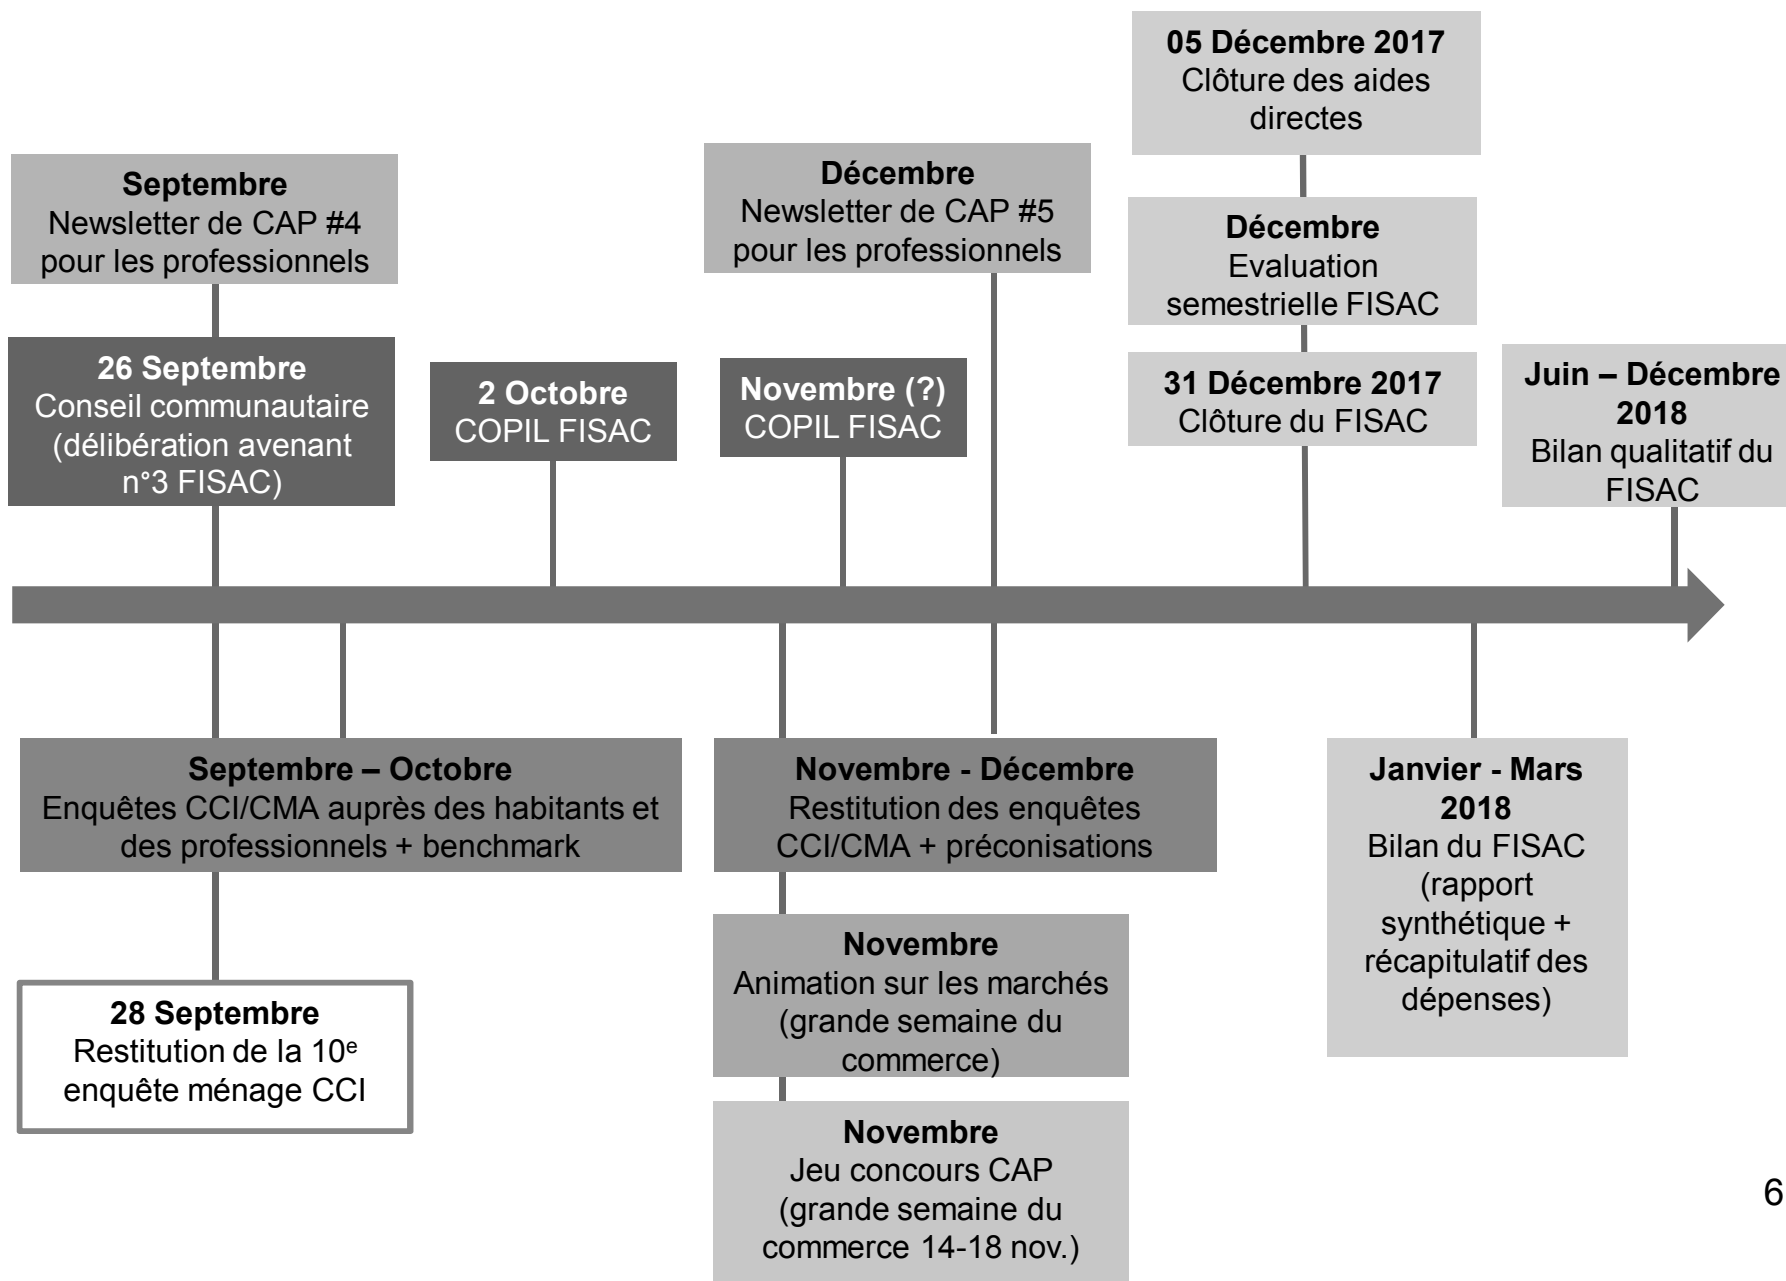 05 Décembre 2017
Clôture des aides
directes
Septembre
Newsletter de CAP #4
pour les professionnels
Décembre
Newsletter de CAP #5
pour les professionnels
Décembre
Evaluation
semestrielle FISAC
26 Septembre
Conseil communautaire
(délibération avenant
n°3 FISAC)
2 Octobre
COPIL FISAC
Novembre (?)
COPIL FISAC
31 Décembre 2017
Clôture du FISAC
Juin – Décembre
2018
Bilan qualitatif du
FISAC
Septembre – Octobre
Enquêtes CCI/CMA auprès des habitants et
des professionnels + benchmark
Novembre - Décembre
Restitution des enquêtes
CCI/CMA + préconisations
Janvier - Mars
2018
Bilan du FISAC
(rapport
synthétique +
récapitulatif des
dépenses)
28 Septembre
Restitution de la 10e
enquête ménage CCI
Novembre
Animation sur les marchés
(grande semaine du
commerce)
Novembre
Jeu concours CAP
(grande semaine du
commerce 14-18 nov.)
6